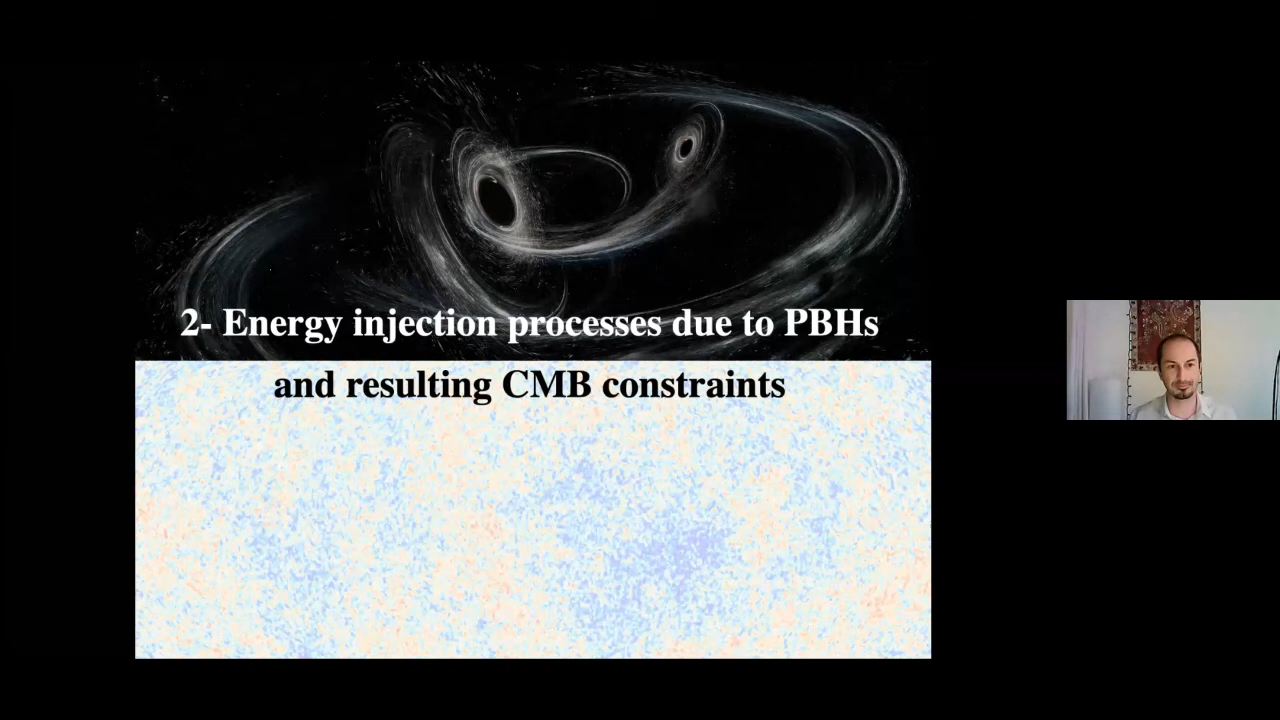 2- Energy injection processes due to PBHs
and resulting CMB constraints